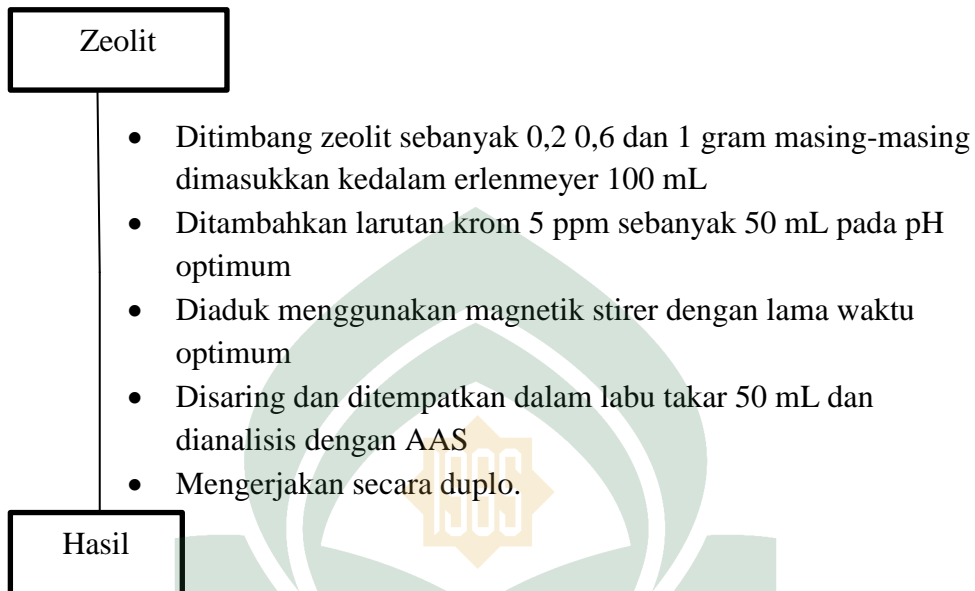 Zeolit
• Ditimbang zeolit sebanyak 0,2 0,6 dan 1 gram masing-masing
dimasukkan kedalam erlenmeyer 100 mL
• Ditambahkan larutan krom 5 ppm sebanyak 50 mL pada pH
optimum
• Diaduk menggunakan magnetik stirer dengan lama waktu
optimum
• Disaring dan ditempatkan dalam labu takar 50 mL dan
dianalisis dengan AAS
• Mengerjakan secara duplo.
Hasil